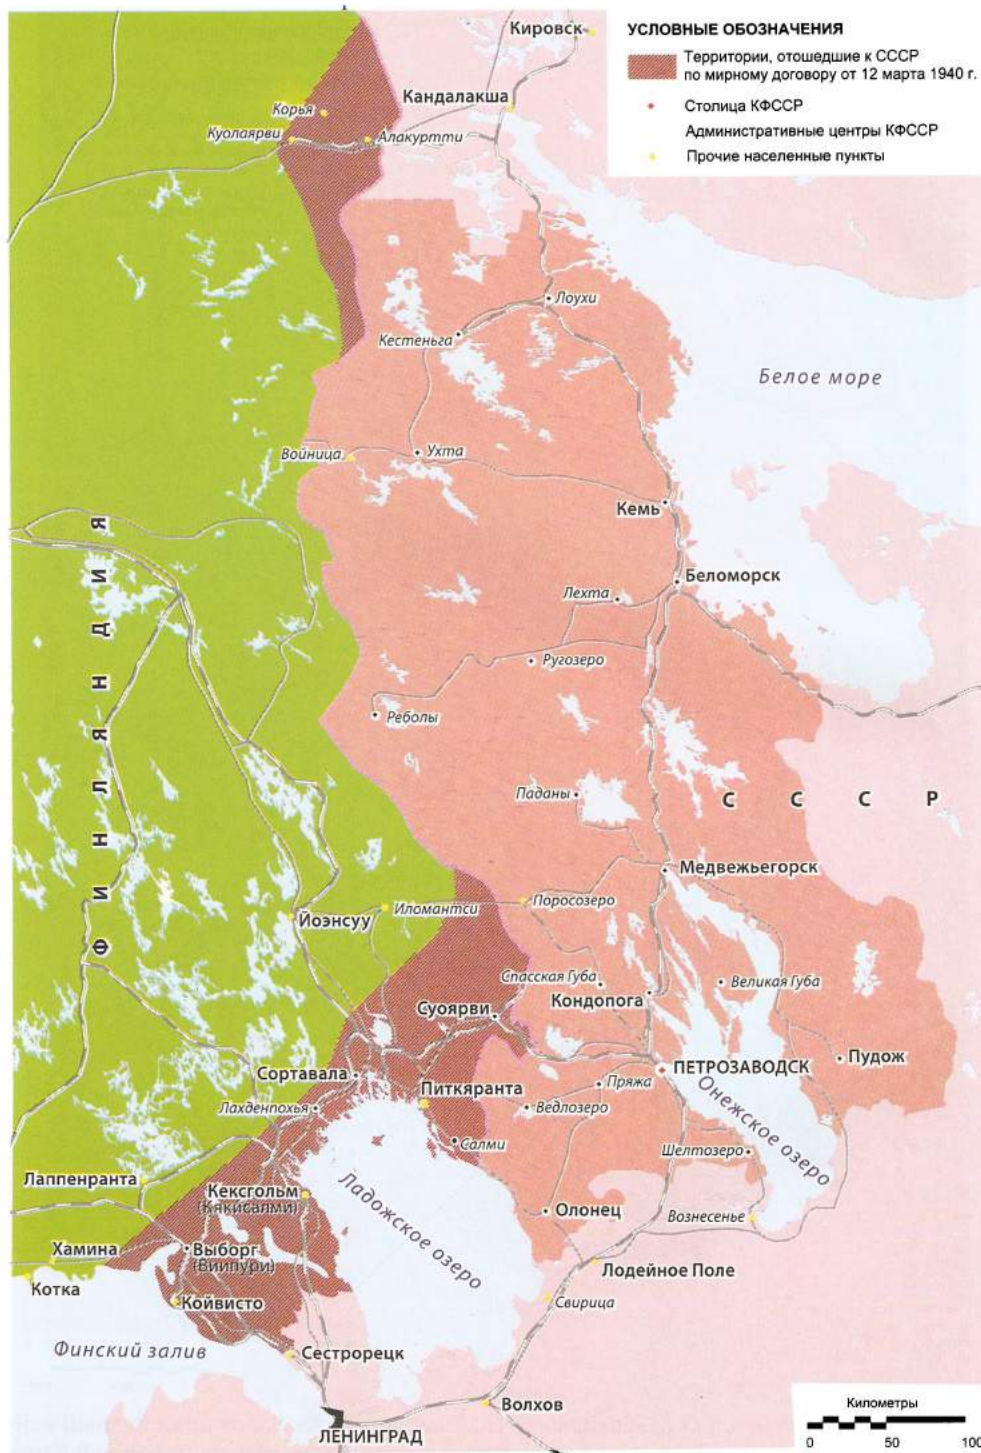 Кировск
УСЛОВНЫЕ ОБОЗНАЧЕНИЯ
Территории, отошедшие к СССР
по мирному договору от 12 марта 1940 г.
Столица КФССР
Административные центры КФССР
Прочие населенные пункты
Кандалакша
Корья
Куолаярви
Алакуртти
Лоухи
Кестеньга
Белое море
Войница
Ухта
Кемь
Беломорск
Лехта
Ругозеро
Реболы
ФИНЛЯНДИЯ
Паданы
С С С Р
Медвежьегорск
Йоэнсуу
Иломантси
Поросозеро
Спасская Губа
Великая Губа
Кондопога
Суоярви
Пудож
Сортавала
ПЕТРОЗАВОДСК
Питкяранта
Пряжа
Онежское озеро
Лахденпохья
Ведлозеро
Салми
Шелтозеро
Лаппенранта
Кексгольм
(Кякисалми)
Ладожское озеро
Олонец
Вознесенье
Хамина
Выборг
(Виипури)
Лодейное Поле
Котка
Койвисто
Свирица
Финский залив
Сестрорецк
Волхов
ЛЕНИНГРАД
Километры
0 50 100